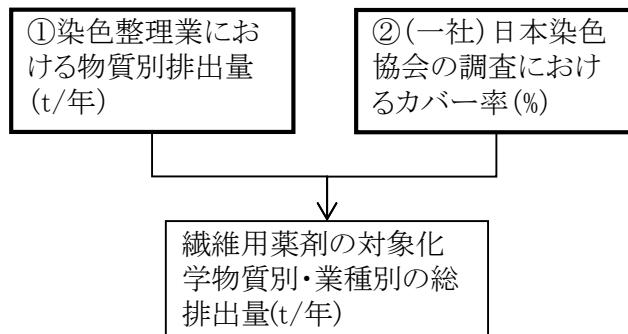 ①染色整理業にお
ける物質別排出量
(t/年)
②(一社)日本染色
協会の調査におけ
るカバー率(%)
繊維用薬剤の対象化
学物質別・業種別の総
排出量(t/年)